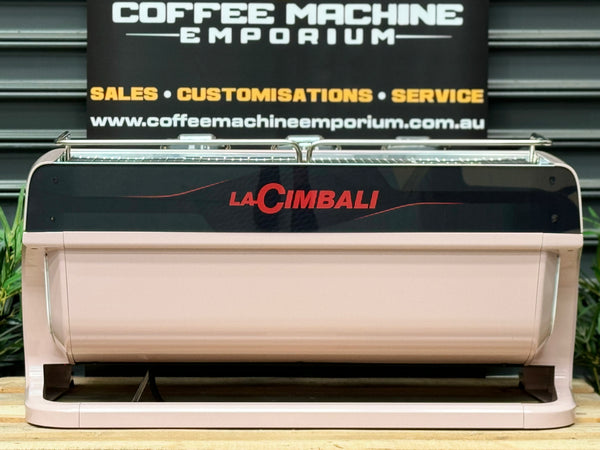 COFFEE MACHINE
EMPORIUM
SALES • CUSTOMISATIONS • SERVICE
www.coffeemachineemporium.com.au
LACIMBALI